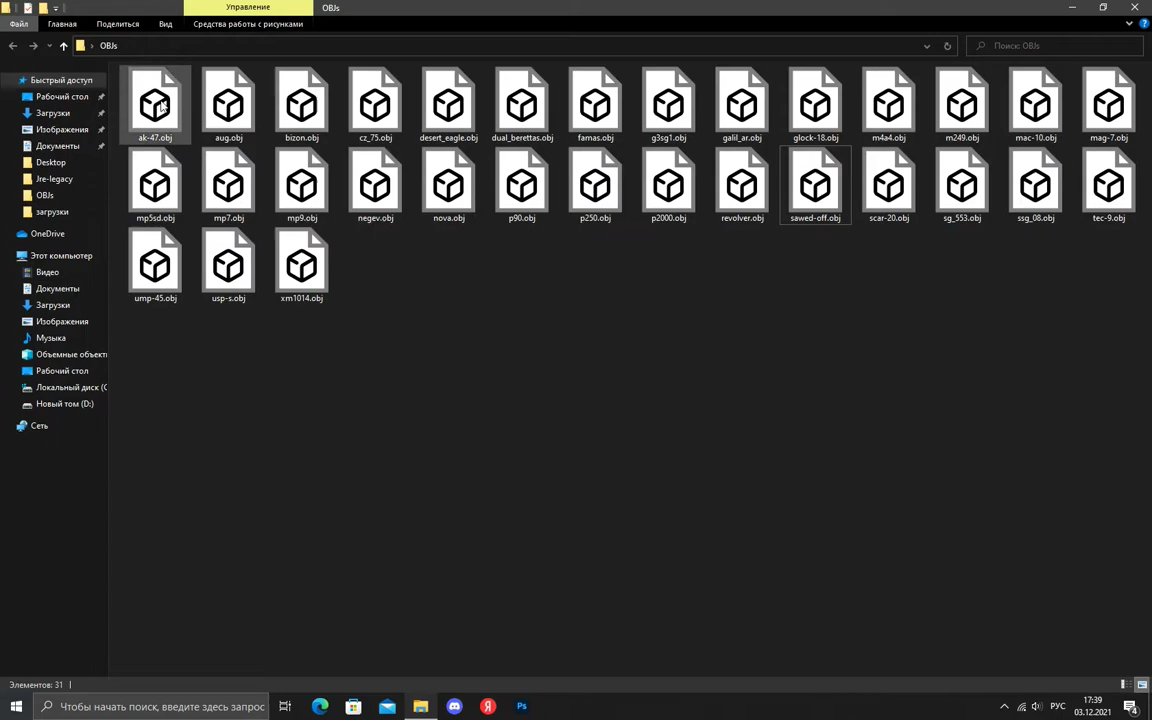 Управление
OBJs
Файл
Главная
Поделиться
Вид
Средства работы с рисунками
OBJs
Поиск: OBJs
Быстрый доступ
Рабочий стол
Загрузки
Изображения
Документы
Desktop
Jre-legacy
OBJs
загрузки
OneDrive
Этот компьютер
Видео
Документы
Загрузки
Изображения
Музыка
Объемные объект
Рабочий стол
Локальный диск (C
Новый том (D:)
Сеть
ak-47.obj
aug.obj
bizon.obj
cz_75.obj
desert_eagle.obj
dual_berettas.obj
famas.obj
g3sg1.obj
galil_ar.obj
glock-18.obj
m4a4.obj
m249.obj
mac-10.obj
mag-7.obj
mp5sd.obj
mp7.obj
mp9.obj
negev.obj
nova.obj
p90.obj
p250.obj
p2000.obj
revolver.obj
sawed-off.obj
scar-20.obj
sg_553.obj
ssg_08.obj
tec-9.obj
ump-45.obj
usp-s.obj
xm1014.obj
Элементов: 31
Чтобы начать поиск, введите здесь запрос
Я
Ps
РУС
17:39
03.12.2021
4